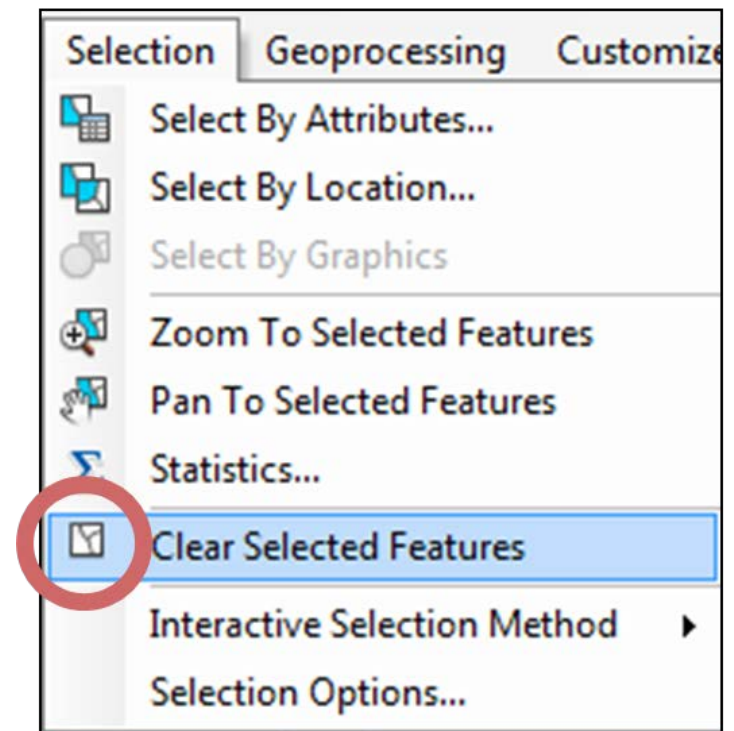 Selection Geoprocessing Customize
Select By Attributes...
Select By Location...
Select By Graphics
Zoom To Selected Features
Pan To Selected Features
Statistics...
Clear Selected Features
Interactive Selection Method
Selection Options...